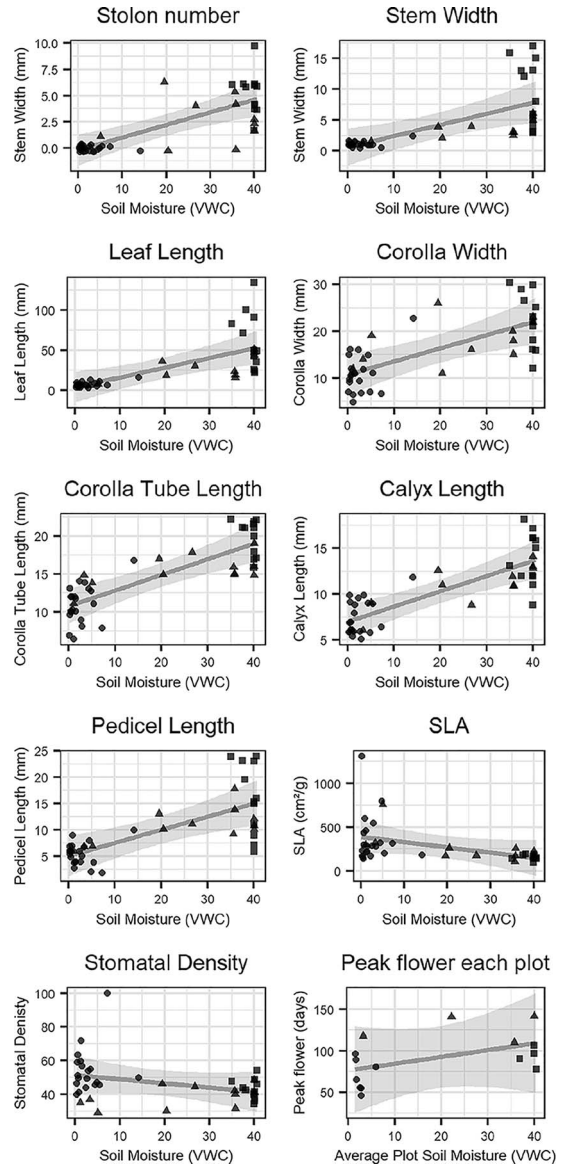 Stolon number
Stem Width (mm)
10.0
7.5
5.0
2.5
0.0
0 10 20 30 40
Soil Moisture (VWC)
Stem Width
Stem Width (mm)
15
10
5
0
0 10 20 30 40
Soil Moisture (VWC)
Leaf Length
Leaf Length (mm)
100
50
0
0 10 20 30 40
Soil Moisture (VWC)
Corolla Width
Corolla Width (mm)
30
20
10
0 10 20 30 40
Soil Moisture (VWC)
Corolla Tube Length
Corolla Tube Length (mm)
20
15
10
0 10 20 30 40
Soil Moisture (VWC)
Calyx Length
Calyx Length (mm)
15
10
5
0 10 20 30 40
Soil Moisture (VWC)
Pedicel Length
Pedicel Length (mm)
25
20
15
10
5
0 10 20 30 40
Soil Moisture (VWC)
SLA
SLA (cm²/g)
1000
500
0
0 10 20 30 40
Soil Moisture (VWC)
Stomatal Density
Stomatal Denisty
100
80
60
40
0 10 20 30 40
Soil Moisture (VWC)
Peak flower each plot
Peak flower (days)
150
100
50
0 10 20 30 40
Average Plot Soil Moisture (VWC)